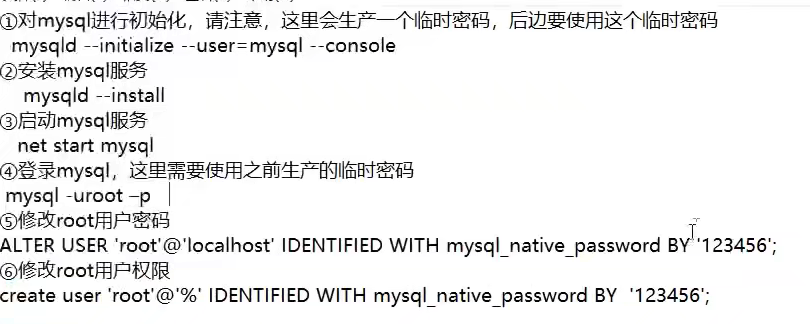 ①对mysql进行初始化，请注意，这里会生产一个临时密码，后边要使用这个临时密码
mysqld --initialize --user=mysql --console
②安装mysql服务
mysqld --install
③启动mysql服务
net start mysql
④登录mysql，这里需要使用之前生产的临时密码
mysql -uroot –p
⑤修改root用户密码
ALTER USER 'root'@'localhost' IDENTIFIED WITH mysql_native_password BY '123456';
⑥修改root用户权限
create user 'root'@'%' IDENTIFIED WITH mysql_native_password BY  '123456';